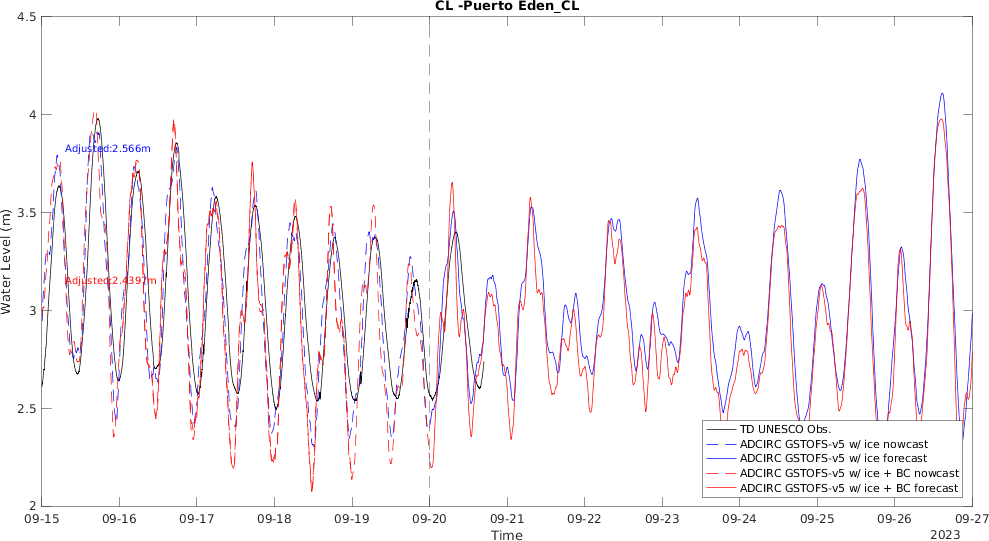 CL -Puerto Eden_CL
4.5
4
3.5
3
2.5
2
Water Level (m)
Adjusted:2.566m
Adjusted:2.4397m
TD UNESCO Obs.
ADCIRC GSTOFS-v5 w/ ice nowcast
ADCIRC GSTOFS-v5 w/ ice forecast
ADCIRC GSTOFS-v5 w/ ice + BC nowcast
ADCIRC GSTOFS-v5 w/ ice + BC forecast
09-15 09-16 09-17 09-18 09-19 09-20 09-21 09-22 09-23 09-24 09-25 09-26 09-27
Time
2023